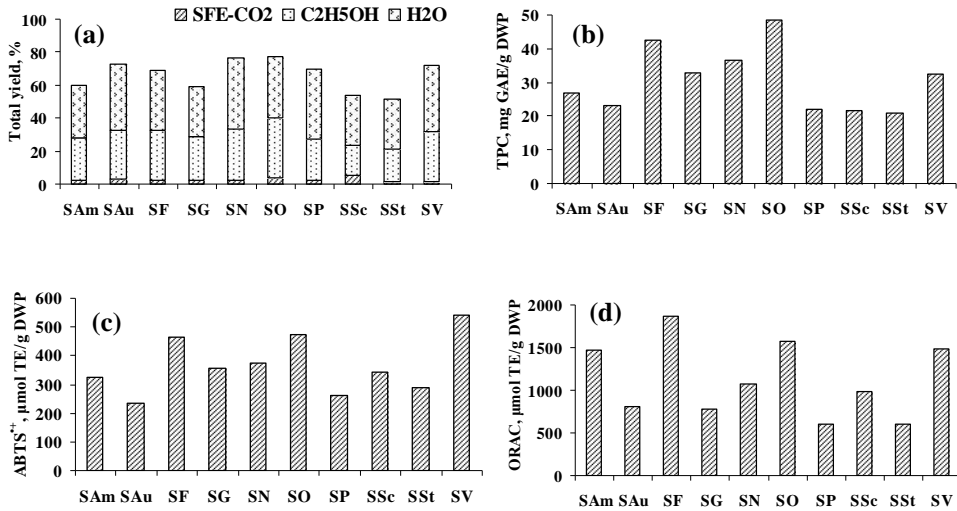 SFE-CO2 C2H5OH H2O
(a)
Total yield, %
100
80
60
40
20
0
SAm SAu SF SG SN SO SP SSc SSt SV
(b)
TPC, mg GAE/g DWP
50
40
30
20
10
0
SAm SAu SF SG SN SO SP SSc SSt SV
(c)
ABTS•+, µmol TE/g DWP
600
500
400
300
200
100
0
SAm SAu SF SG SN SO SP SSc SSt SV
(d)
ORAC, µmol TE/g DWP
2000
1500
1000
500
0
SAm SAu SF SG SN SO SP SSc SSt SV